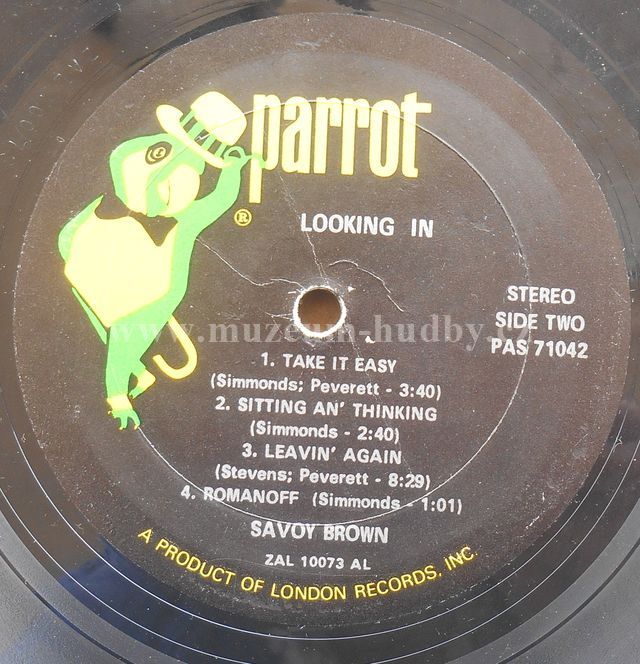 parrot
®
LOOKING IN
STEREO
SIDE TWO
PAS 71042
www.muzeum-hudby.cz
1. TAKE IT EASY
(Simmonds; Peverett - 3:40)
2. SITTING AN' THINKING
(Simmonds - 2:40)
3. LEAVIN' AGAIN
(Stevens; Peverett - 8:29)
4. ROMANOFF (Simmonds - 1:01)
SAVOY BROWN
ZAL 10073 AL
A PRODUCT OF LONDON RECORDS, INC.